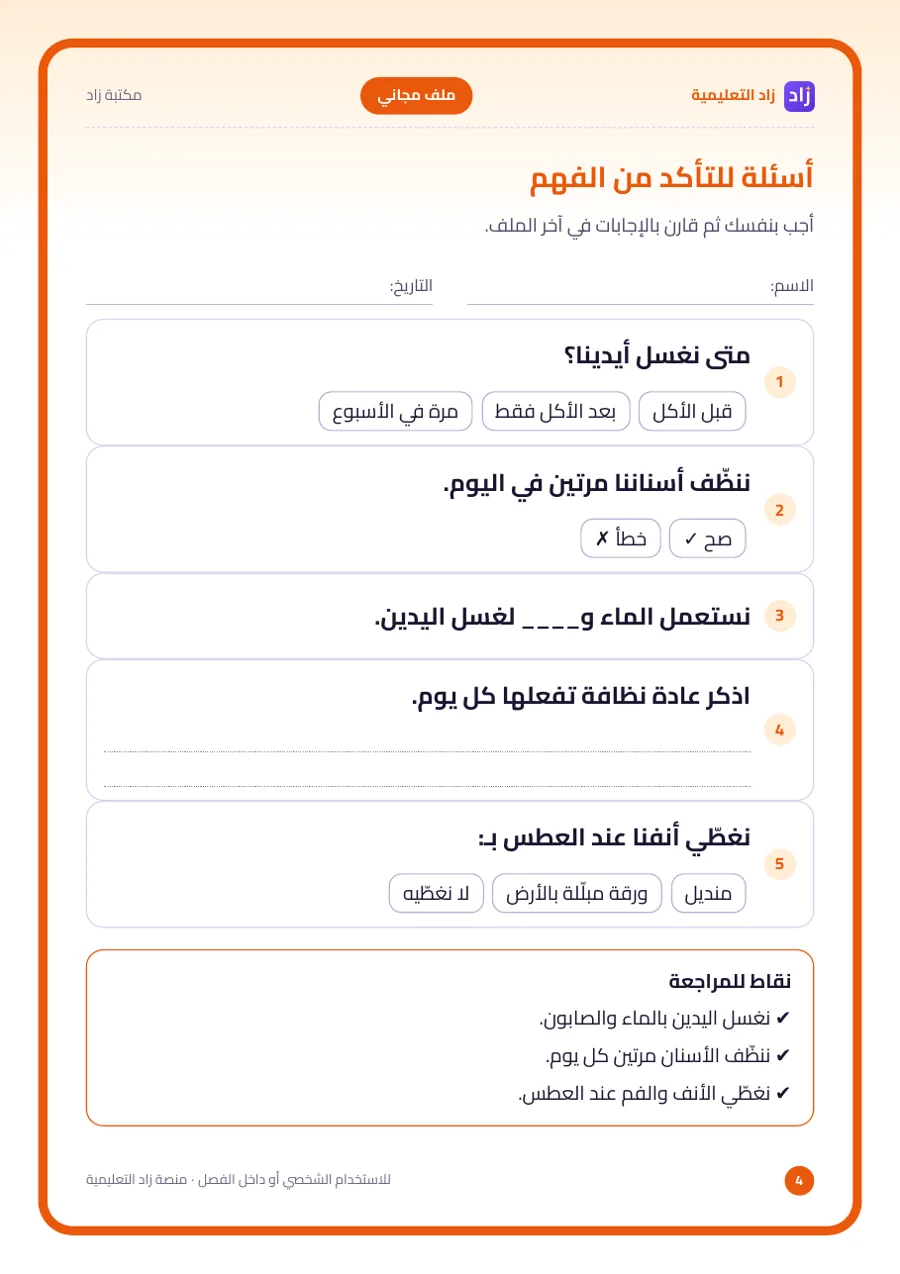 زاد زاد التعليمية
ملف مجاني
مكتبة زاد
أسئلة للتأكد من الفهم
أجب بنفسك ثم قارن بالإجابات في آخر الملف.
الاسم:
التاريخ:
1
متى نغسل أيدينا؟
قبل الأكل
بعد الأكل فقط
مرة في الأسبوع
2
ننظّف أسناننا مرتين في اليوم.
صح ✓
خطأ ✗
3
نستعمل الماء و____ لغسل اليدين.
4
اذكر عادة نظافة تفعلها كل يوم.
5
نغطّي أنفنا عند العطس بـ:
منديل
ورقة مبلّلة بالأرض
لا نغطّيه
نقاط للمراجعة
✔ نغسل اليدين بالماء والصابون.
✔ ننظّف الأسنان مرتين كل يوم.
✔ نغطّي الأنف والفم عند العطس.
4
للاستخدام الشخصي أو داخل الفصل · منصة زاد التعليمية